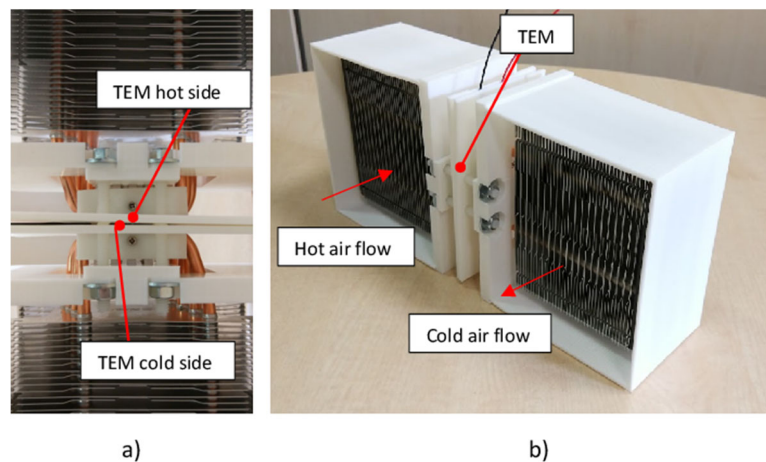 TEM hot side
TEM cold side
TEM
Hot air flow
Cold air flow
a)
b)